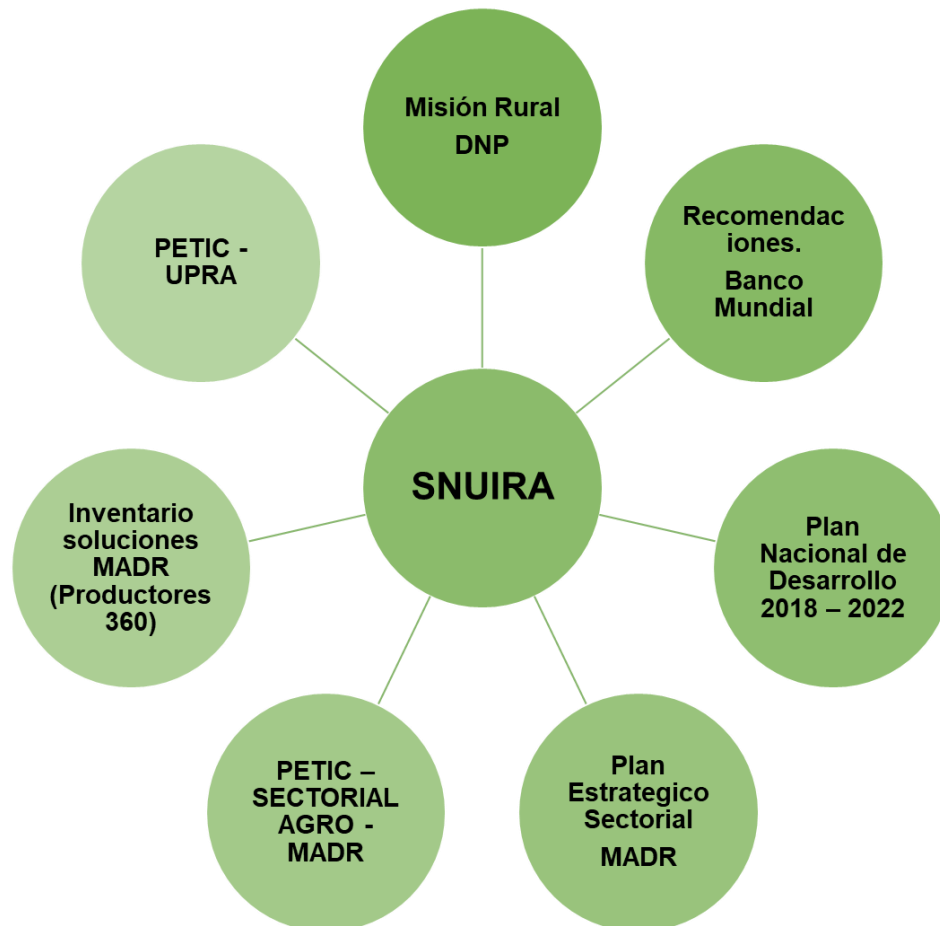 Misión Rural
DNP
Recomendac
iones.
Banco
Mundial
Plan
Nacional de
Desarrollo
2018 – 2022
Plan
Estrategico
Sectorial
MADR
PETIC –
SECTORIAL
AGRO -
MADR
Inventario
soluciones
MADR
(Productores
360)
PETIC -
UPRA
SNUIRA